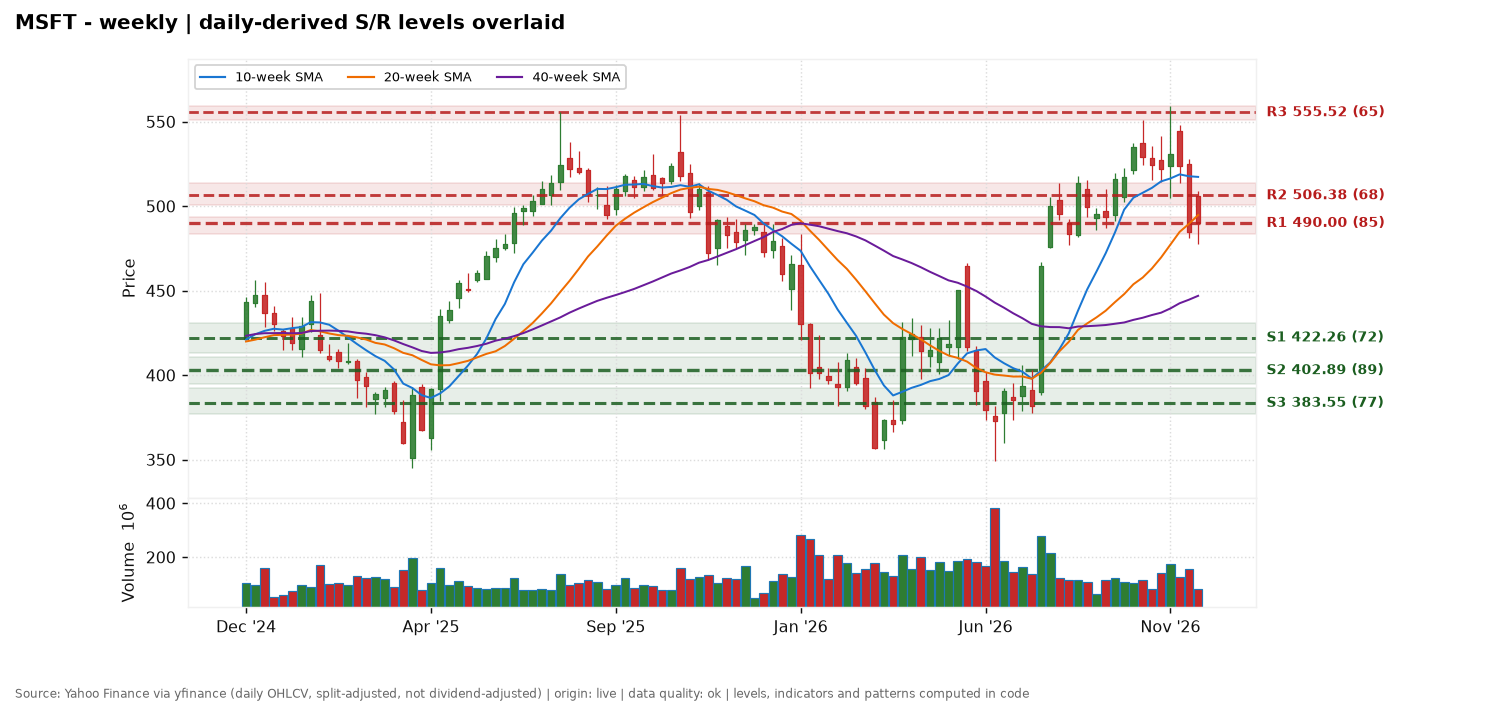 MSFT - weekly | daily-derived S/R levels overlaid
10-week SMA 20-week SMA 40-week SMA
Price
550
500
450
400
350
R3 555.52 (65)
R2 506.38 (68)
R1 490.00 (85)
S1 422.26 (72)
S2 402.89 (89)
S3 383.55 (77)
Volume 10⁶
400
200
Dec '24 Apr '25 Sep '25 Jan '26 Jun '26 Nov '26
Source: Yahoo Finance via yfinance (daily OHLCV, split-adjusted, not dividend-adjusted) | origin: live | data quality: ok | levels, indicators and patterns computed in code